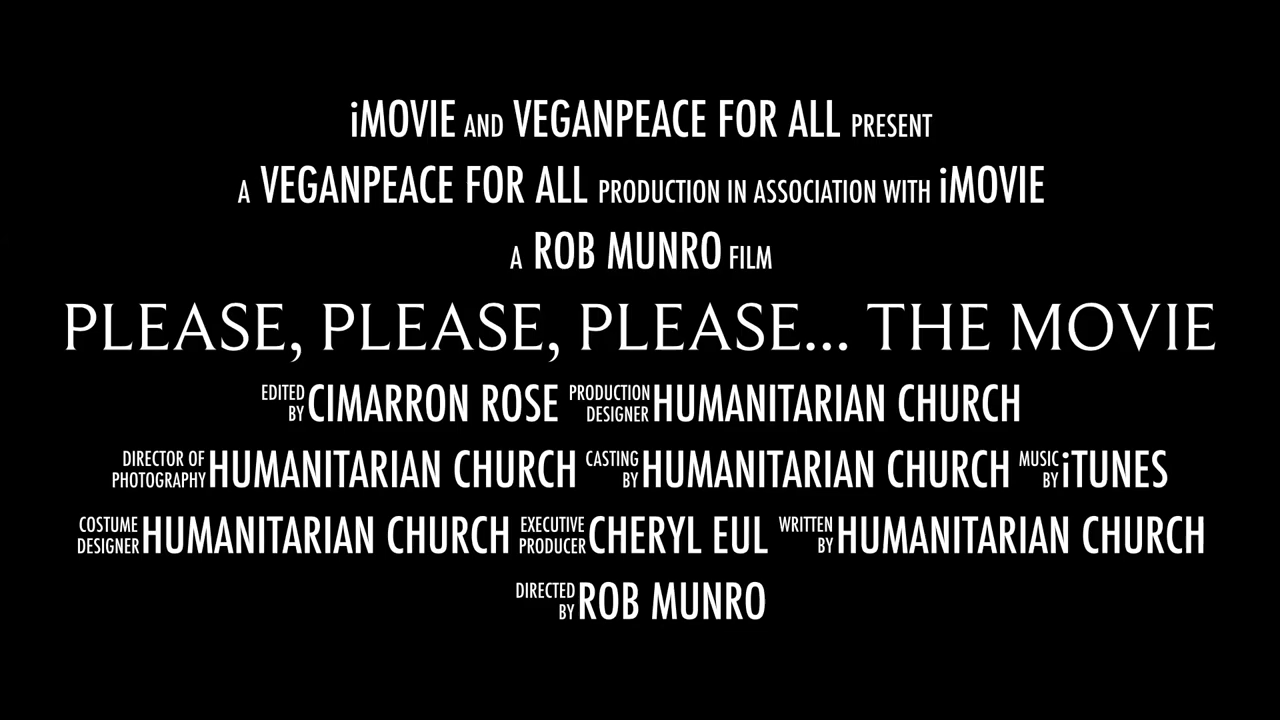 iMOVIE AND VEGANPEACE FOR ALL PRESENT
A VEGANPEACE FOR ALL PRODUCTION IN ASSOCIATION WITH iMOVIE
A ROB MUNRO FILM
PLEASE, PLEASE, PLEASE... THE MOVIE
EDITED BY CIMARRON ROSE PRODUCTION DESIGNER HUMANITARIAN CHURCH
DIRECTOR OF PHOTOGRAPHY HUMANITARIAN CHURCH CASTING BY HUMANITARIAN CHURCH MUSIC BY iTUNES
COSTUME DESIGNER HUMANITARIAN CHURCH EXECUTIVE PRODUCER CHERYL EUL WRITTEN BY HUMANITARIAN CHURCH
DIRECTED BY ROB MUNRO